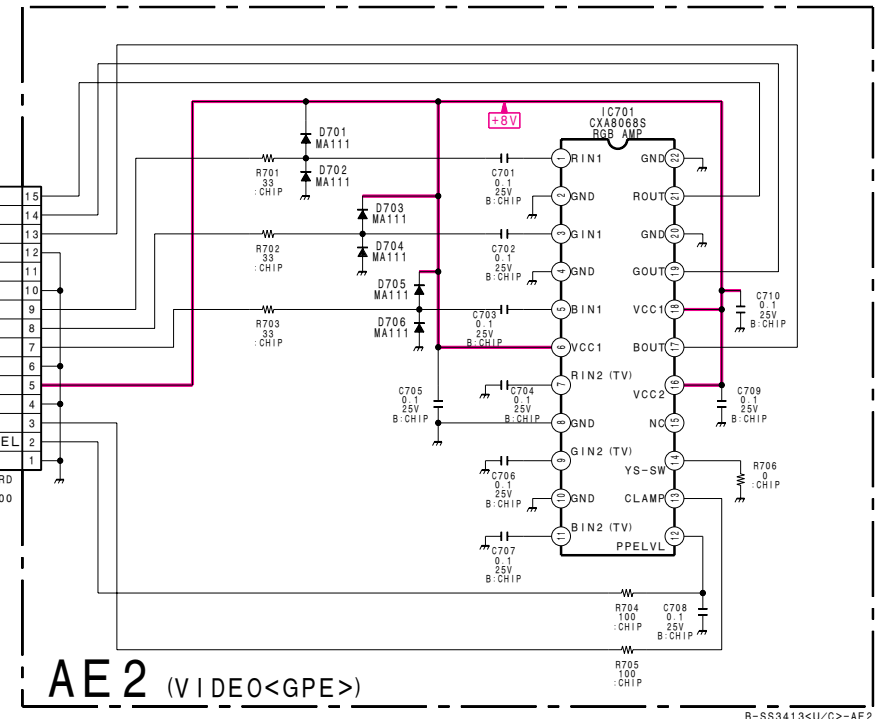 +8V
IC701
CXA8068S
RGB AMP
D701
MA111
D702
MA111
R701
33
:CHIP
C701
0.1
25V
B:CHIP
1
RIN1
GND
22
15
D703
MA111
2
GND
ROUT
21
14
D704
MA111
R702
33
:CHIP
C702
0.1
25V
B:CHIP
3
GIN1
GND
20
13
12
D705
MA111
4
GND
GOUT
19
11
10
D706
MA111
C703
0.1
25V
B:CHIP
5
BIN1
VCC1
18
C710
0.1
25V
B:CHIP
9
8
R703
33
:CHIP
6
VCC1
BOUT
17
7
6
C705
0.1
25V
B:CHIP
C704
0.1
25V
B:CHIP
7
RIN2 (TV)
VCC2
16
C709
0.1
25V
B:CHIP
5
4
8
GND
NC
15
3
EL 2
C706
0.1
25V
B:CHIP
9
GIN2 (TV)
YS-SW
14
R706
0
:CHIP
1
RD
00
10
GND
CLAMP
13
C707
0.1
25V
B:CHIP
11
BIN2 (TV)
PPELVL
12
R704
100
:CHIP
C708
0.1
25V
B:CHIP
R705
100
:CHIP
AE2 (VIDEO<GPE>)
B-SS3413<U/C>-AE2